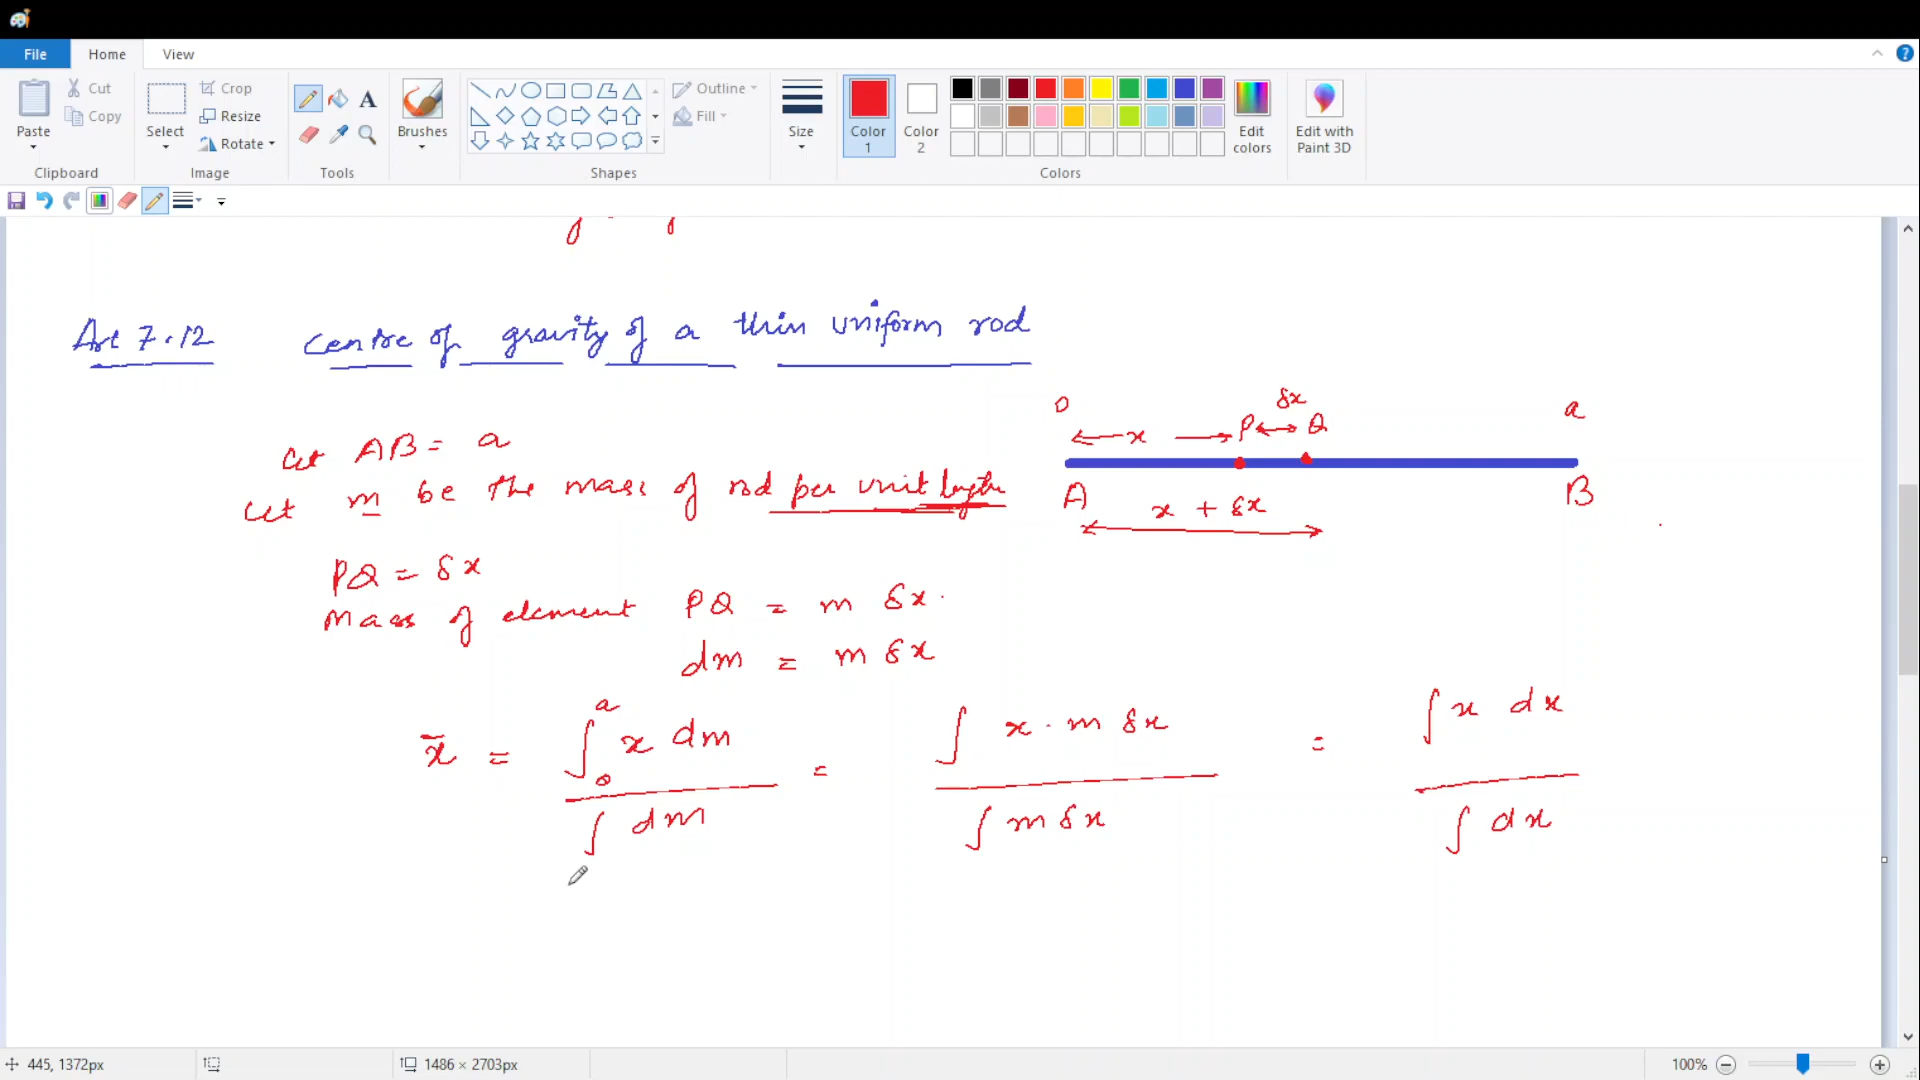 File Home View
Paste Cut Copy Clipboard
Select Crop Resize Rotate Image
A Tools
Brushes
Outline Fill Shapes
Size
Color 1 Color 2 Edit colors Colors
Edit with Paint 3D
Art 7.12 Centre of gravity of a thin uniform rod
Let AB = a
Let m be the mass of rod per unit length
PQ = δx
Mass of element PQ = m δx.
dm = m δx
x̄ = ∫₀ᵃ x dm / ∫ dm = ∫ x · m δx / ∫ m δx = ∫ x dx / ∫ dx
δx
a
x P Q
A B
x + δx
445, 1372px 1486 × 2703px 100%